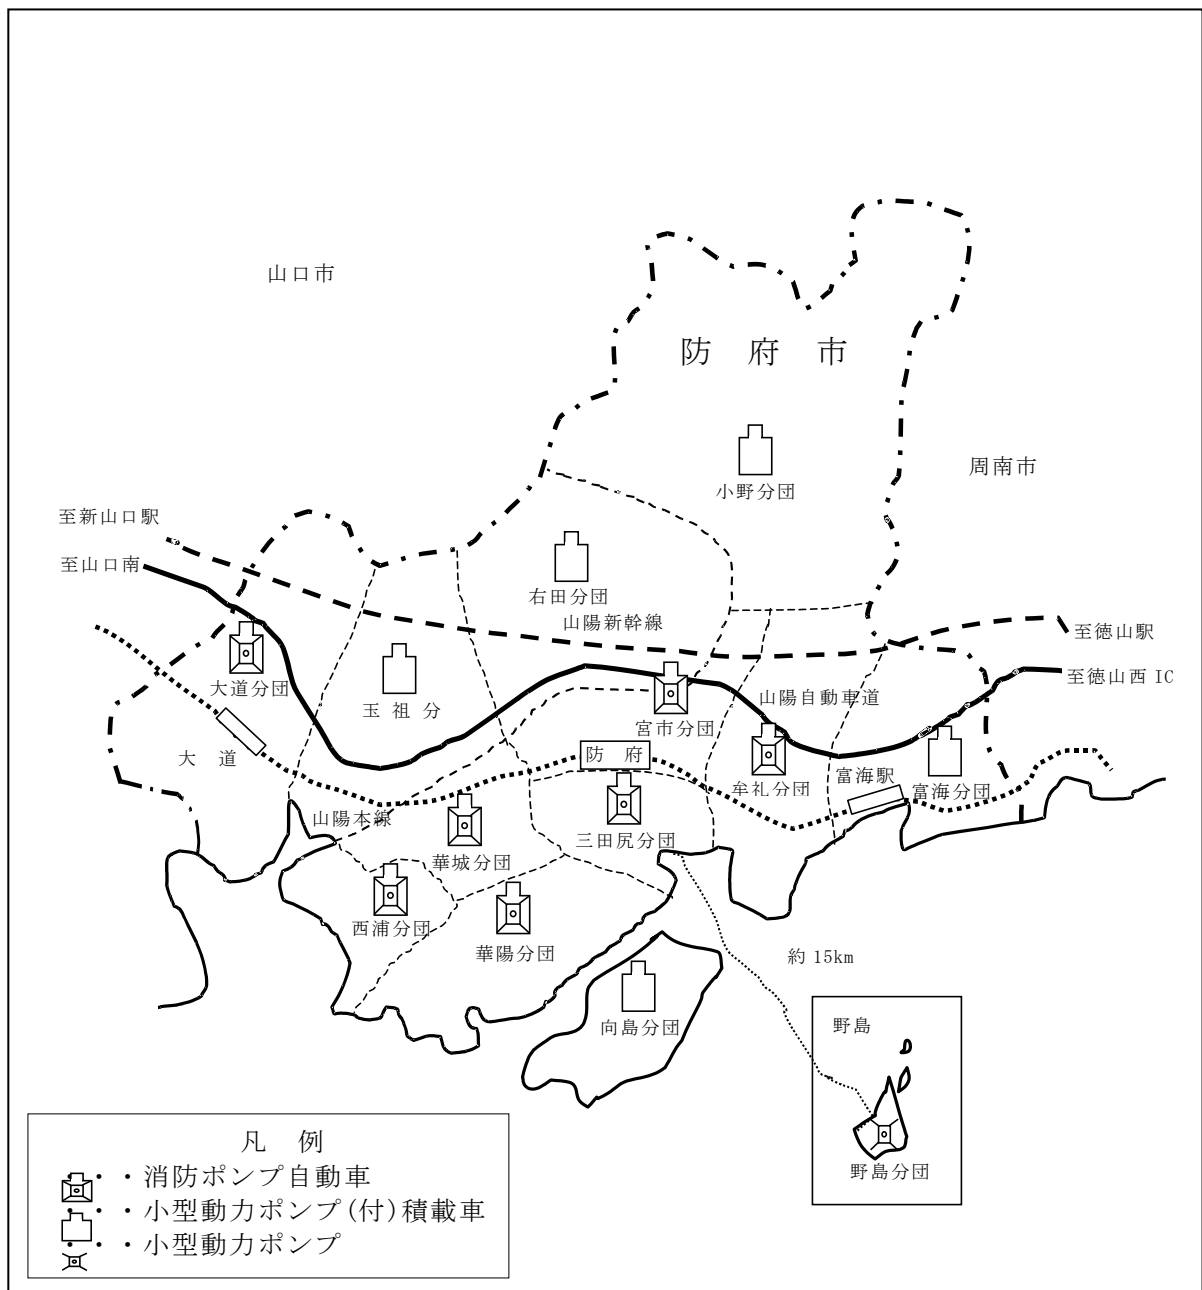 山口市
防府市
周南市
小野分団
至新山口駅
至山口南
右田分団
山陽新幹線
至徳山駅
至徳山西IC
大道分団
玉祖分
宮市分団
山陽自動車道
大道
防府
牟礼分団
富海駅
富海分団
山陽本線
華城分団
三田尻分団
西浦分団
華陽分団
約15km
向島分団
野島
野島分団
凡例
・・・消防ポンプ自動車
・・・小型動力ポンプ(付)積載車
・・・小型動力ポンプ